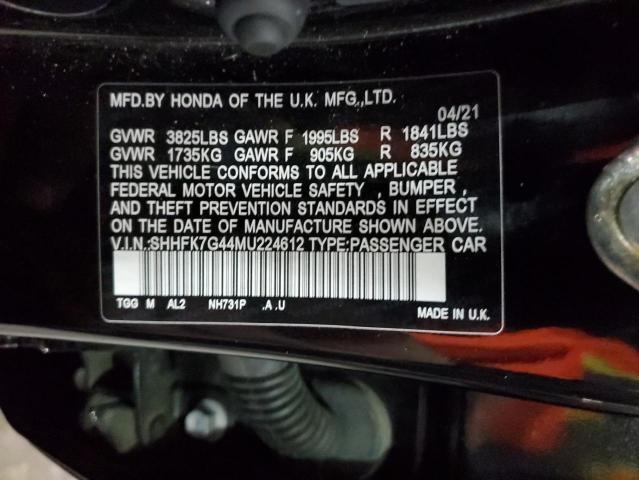 MFD.BY HONDA OF THE U.K. MFG.,LTD.
04/21
GVWR 3825LBS GAWR F 1995LBS R 1841LBS
GVWR 1735KG GAWR F 905KG R 835KG
THIS VEHICLE CONFORMS TO ALL APPLICABLE
FEDERAL MOTOR VEHICLE SAFETY , BUMPER ,
AND THEFT PREVENTION STANDARDS IN EFFECT
ON THE DATE OF MANUFACTURE SHOWN ABOVE.
V.I.N.:SHHFK7G44MU224612 TYPE:PASSENGER CAR
TGG M AL2 NH731P .A .U
MADE IN U.K.